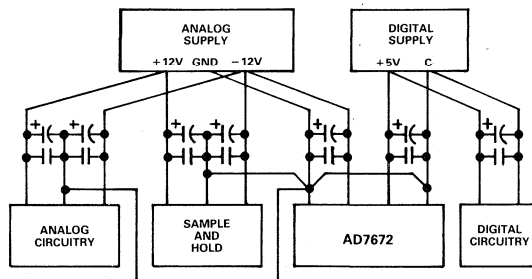 ANALOG
SUPPLY
+12V GND −12V
DIGITAL
SUPPLY
+5V C
+ + + + + + +
ANALOG
CIRCUITRY
SAMPLE
AND
HOLD
AD7672
DIGITAL
CIRCUITRY